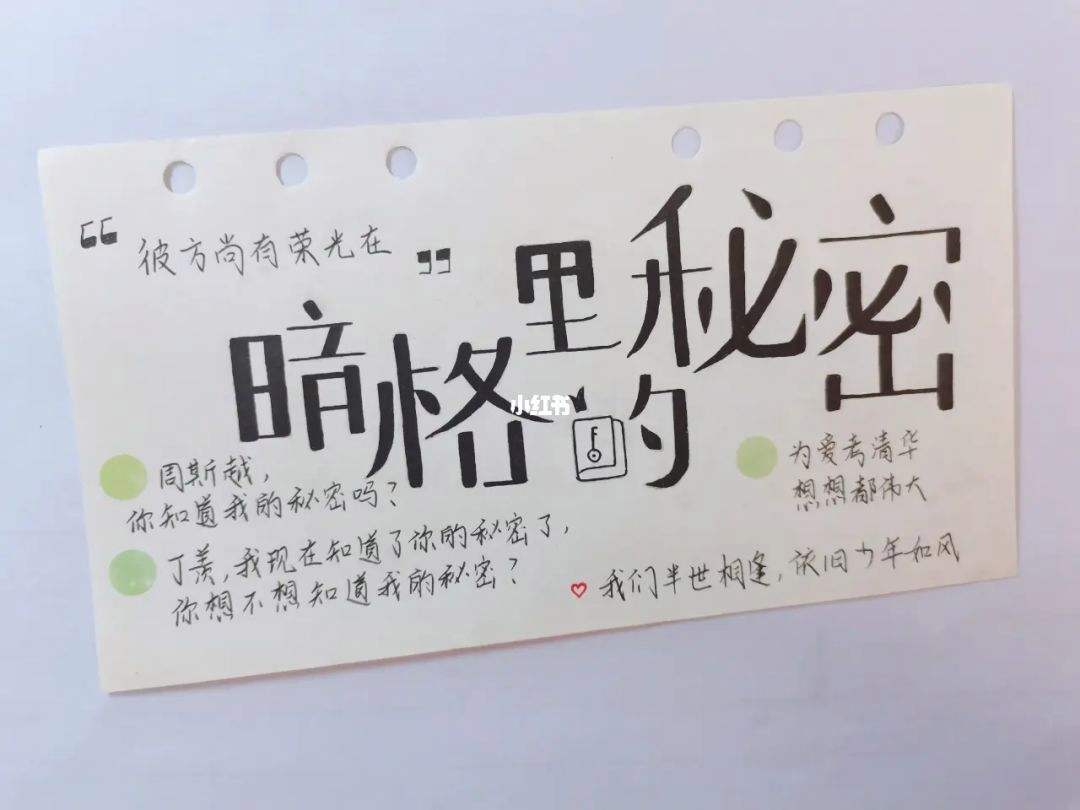 “彼方尚有荣光在”
暗格里的秘密
小红书
周斯越，
你知道我的秘密吗？
丁羡，我现在知道了你的秘密了，
你想不想知道我的秘密？
为爱考清华
想想都伟大
我们半世相逢，依旧少年如风